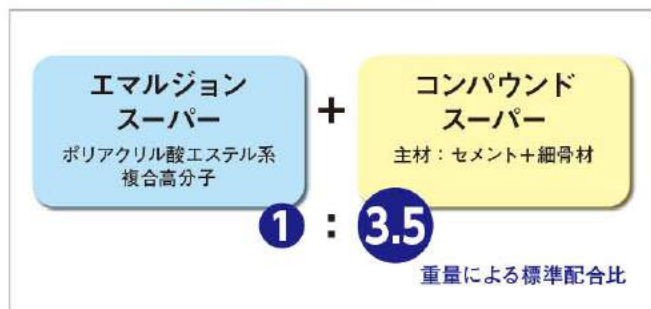 エマルジョン
スーパー
ポリアクリル酸エステル系
複合高分子
+
コンパウンド
スーパー
主材：セメント＋細骨材
1 : 3.5
重量による標準配合比